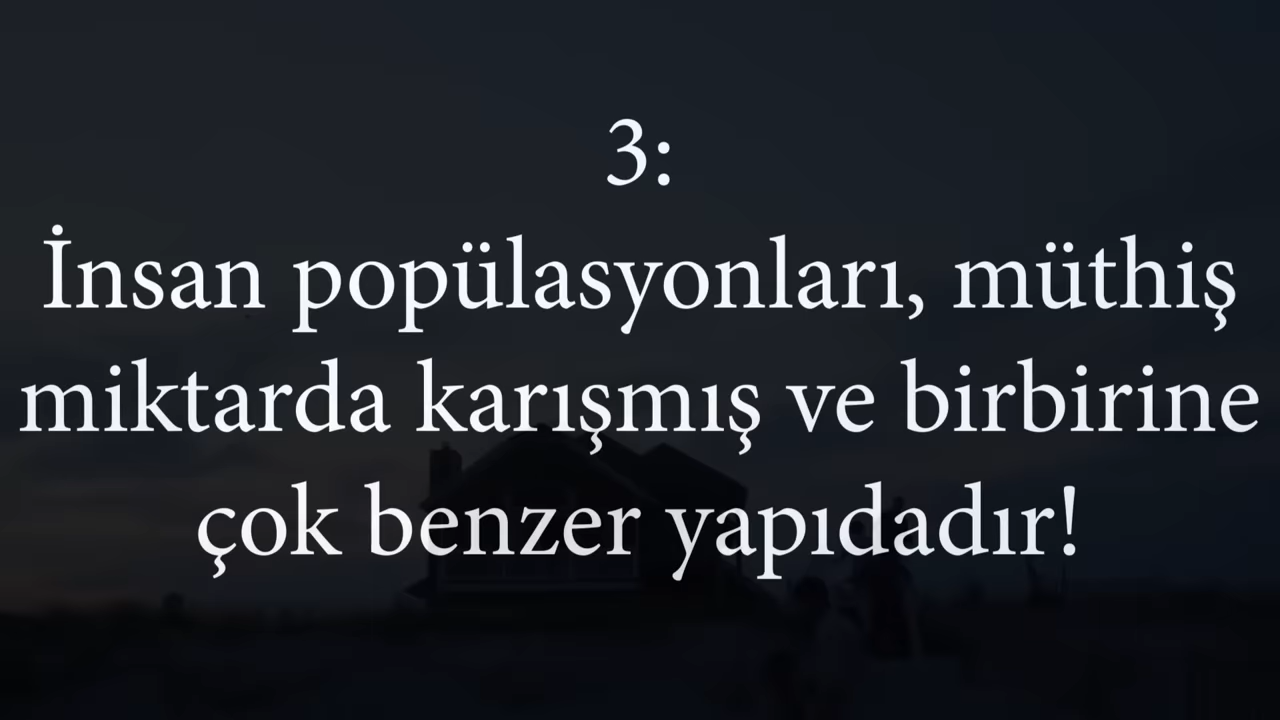 3:
İnsan popülasyonları, müthiş
miktarda karışmış ve birbirine
çok benzer yapıdadır!